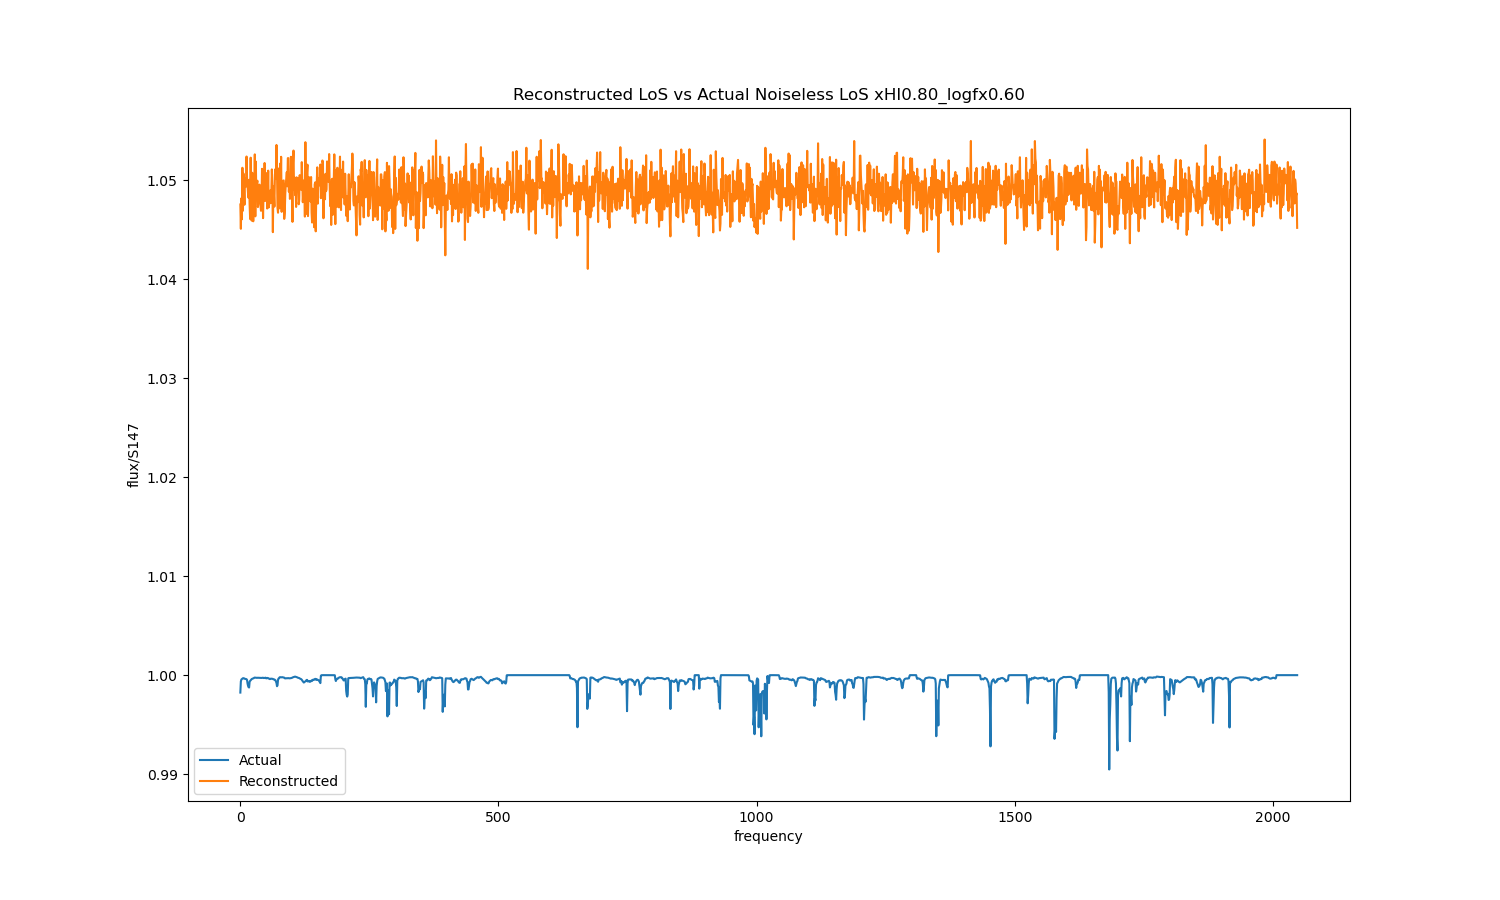 Reconstructed LoS vs Actual Noiseless LoS xHI0.80_logfx0.60
flux/S147
1.05
1.04
1.03
1.02
1.01
1.00
0.99
Actual
Reconstructed
0
500
1000
1500
2000
frequency